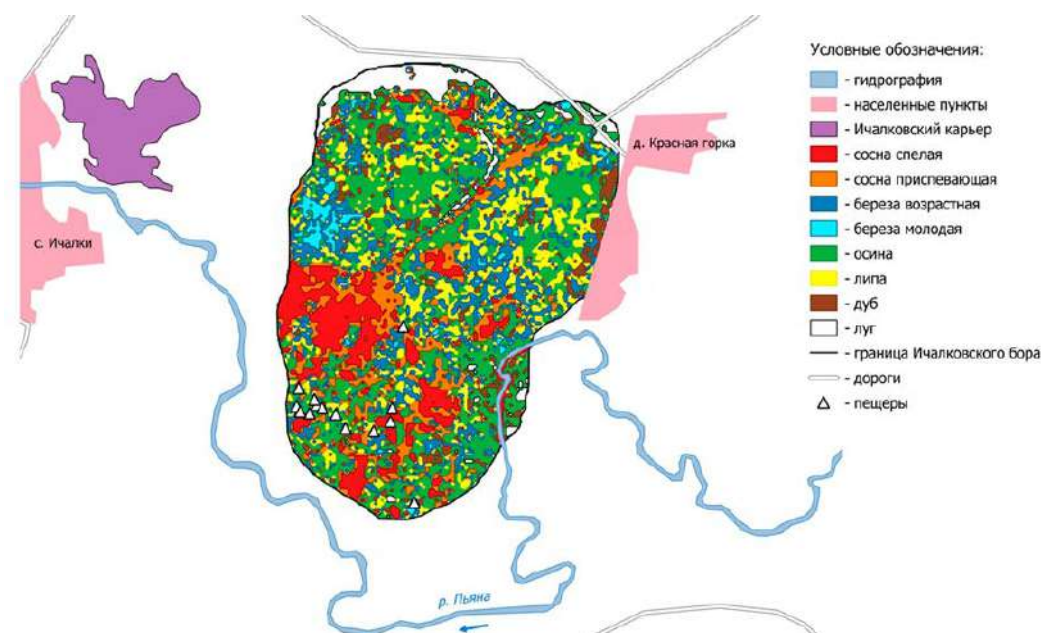 Условные обозначения:
- гидрография
- населенные пункты
- Ичалковский карьер
- сосна спелая
- сосна приспевающая
- береза возрастная
- береза молодая
- осина
- липа
- дуб
- луг
- граница Ичалковского бора
- дороги
- пещеры
д. Красная горка
с. Ичалки
р. Пьяна